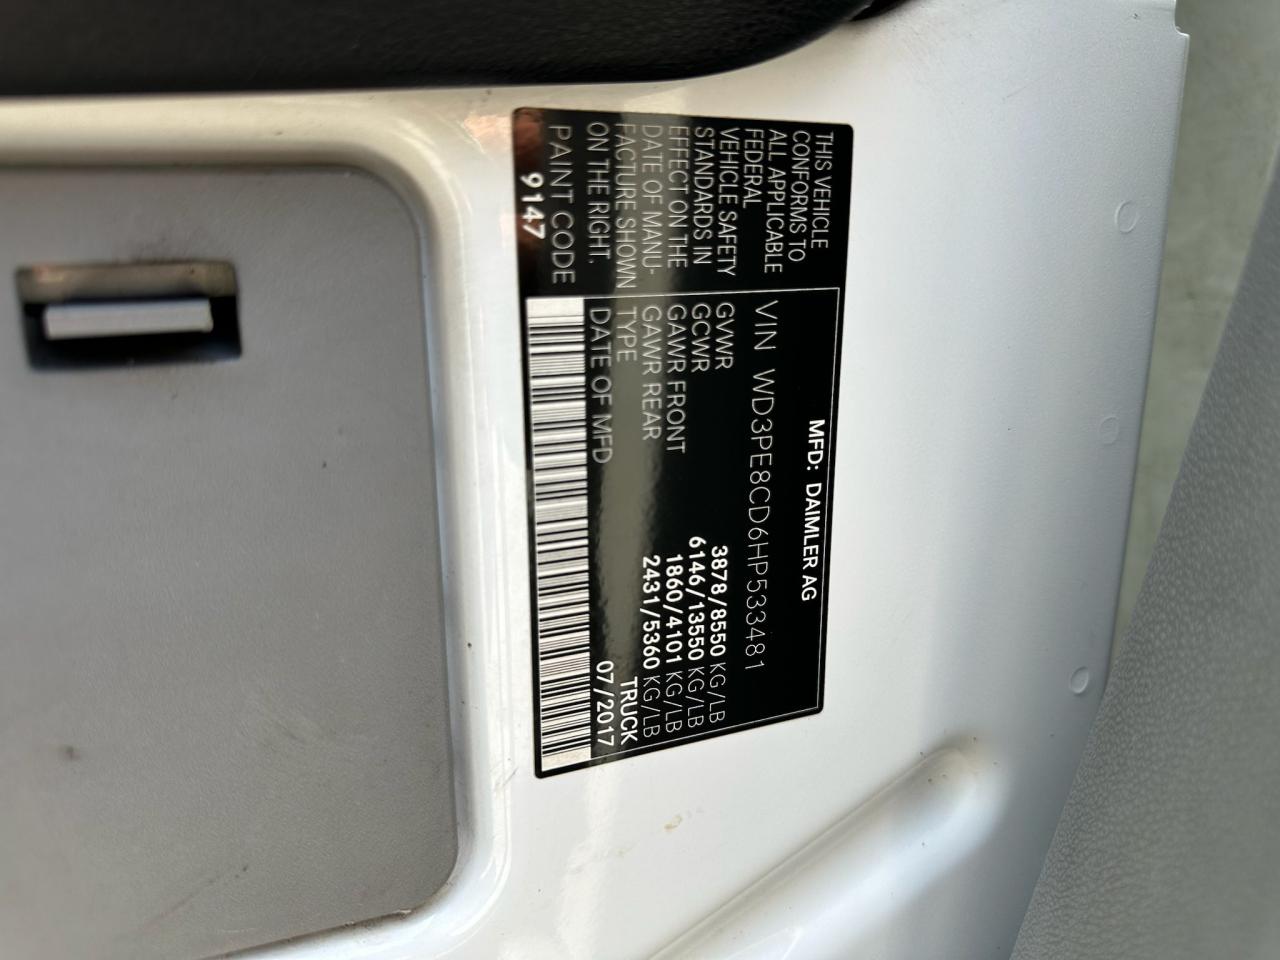 MFD: DAIMLER AG
THIS VEHICLE
CONFORMS TO
ALL APPLICABLE
FEDERAL
VEHICLE SAFETY
STANDARDS IN
EFFECT ON THE
DATE OF MANU-
FACTURE SHOWN
ON THE RIGHT.
PAINT CODE
9147
VIN WD3PE8CD6HP533481
GVWR 3878/8550 KG/LB
GCWR 6146/13550 KG/LB
GAWR FRONT 1860/4101 KG/LB
GAWR REAR 2431/5360 KG/LB
TYPE TRUCK
DATE OF MFD 07/2017